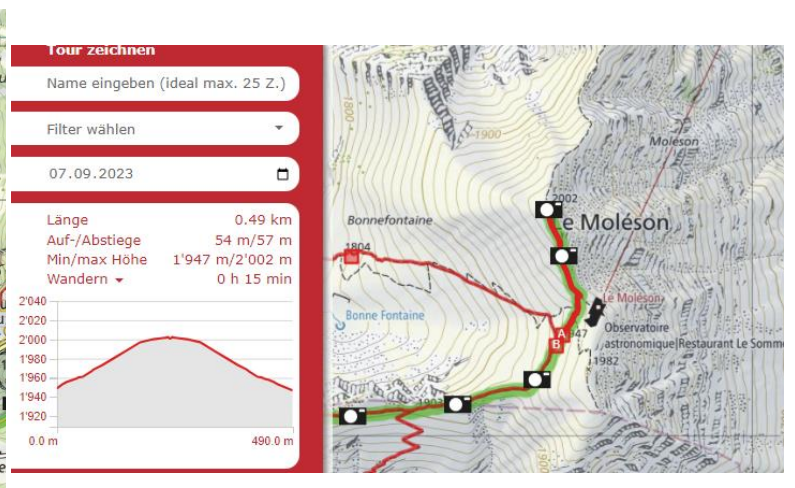 Tour zeichnen
Name eingeben (ideal max. 25 Z.)
Filter wählen
07.09.2023
Länge 0.49 km
Auf-/Abstiege 54 m/57 m
Min/max Höhe 1'947 m/2'002 m
Wandern 0 h 15 min
2'040
2'020
2'000
1'980
1'960
1'940
1'920
0.0 m 490.0 m
1800
1900
Moléson
2002
Le Moléson
Bonnefontaine
1804
Le Moléson
Bonne Fontaine
A
B
Observatoire
astronomique Restaurant Le Somme
1982
1903
1900